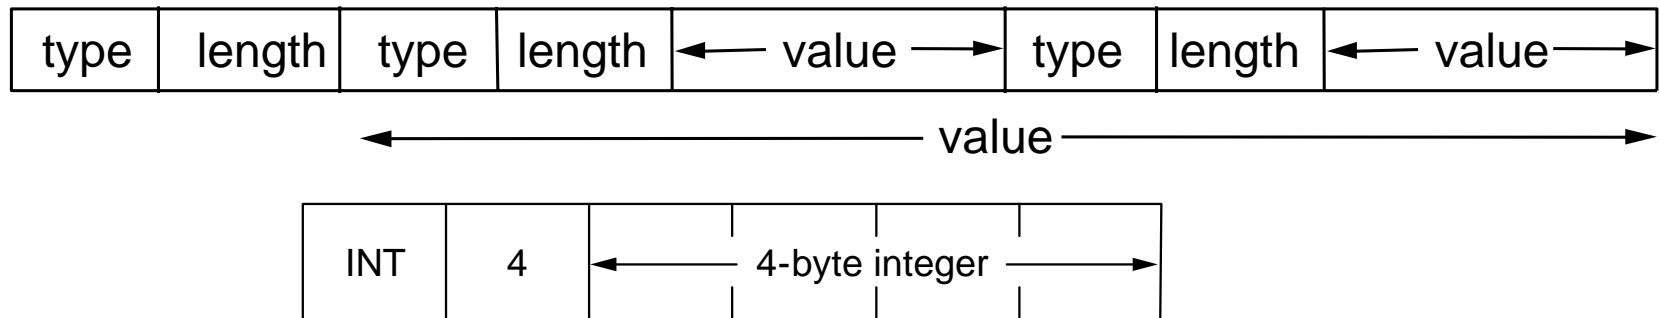 type length type length value type length value
value
INT 4 4-byte integer